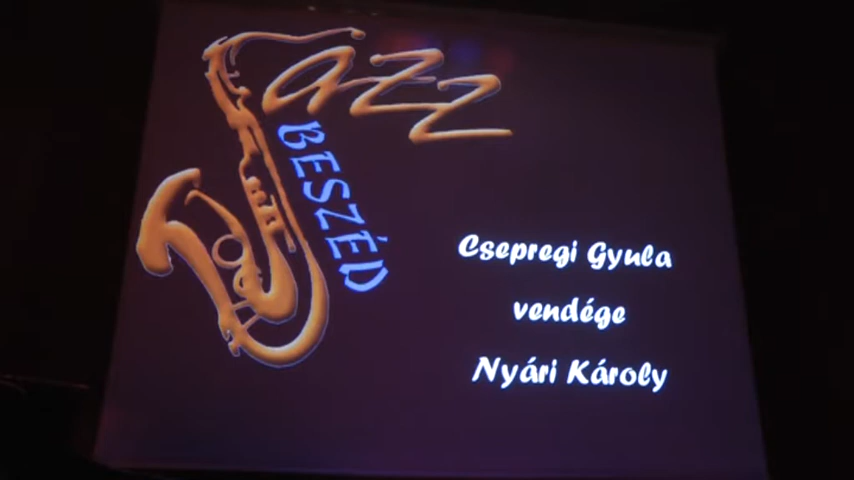 Jazz
BESZÉD
Csepregi Gyula
vendége
Nyári Károly